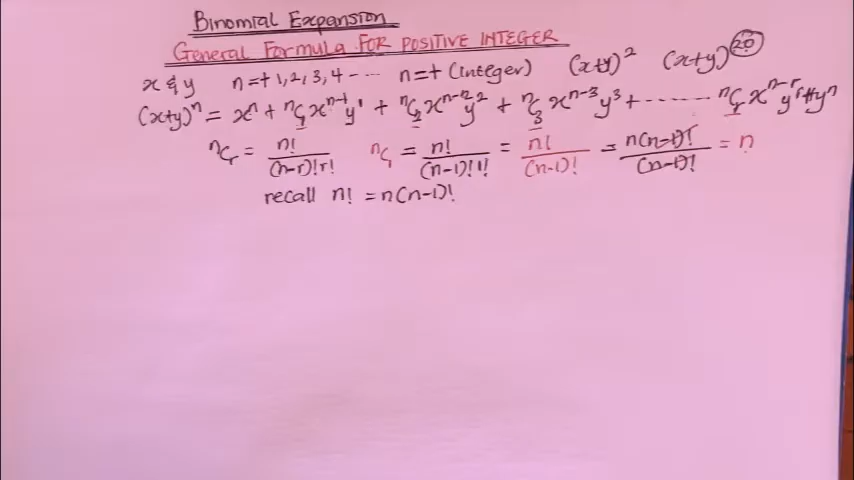 Binomial Expansion
General Formula FOR POSITIVE INTEGER
x & y n=+1,2,3,4---- n=+(integer) (x+y)² (x+y)²⁰
(x+y)ⁿ = xⁿ + ⁿC₁xⁿ⁻¹y¹ + ⁿC₂xⁿ⁻²y² + ⁿC₃xⁿ⁻³y³ + ------- ⁿCᵣxⁿ⁻ʳyʳ++yⁿ
ⁿCᵣ = n!/(n-r)!r! ⁿC₁ = n!/(n-1)!1! = n!/(n-1)! = n(n-1)!/(n-1)! = n
recall n! = n(n-1)!